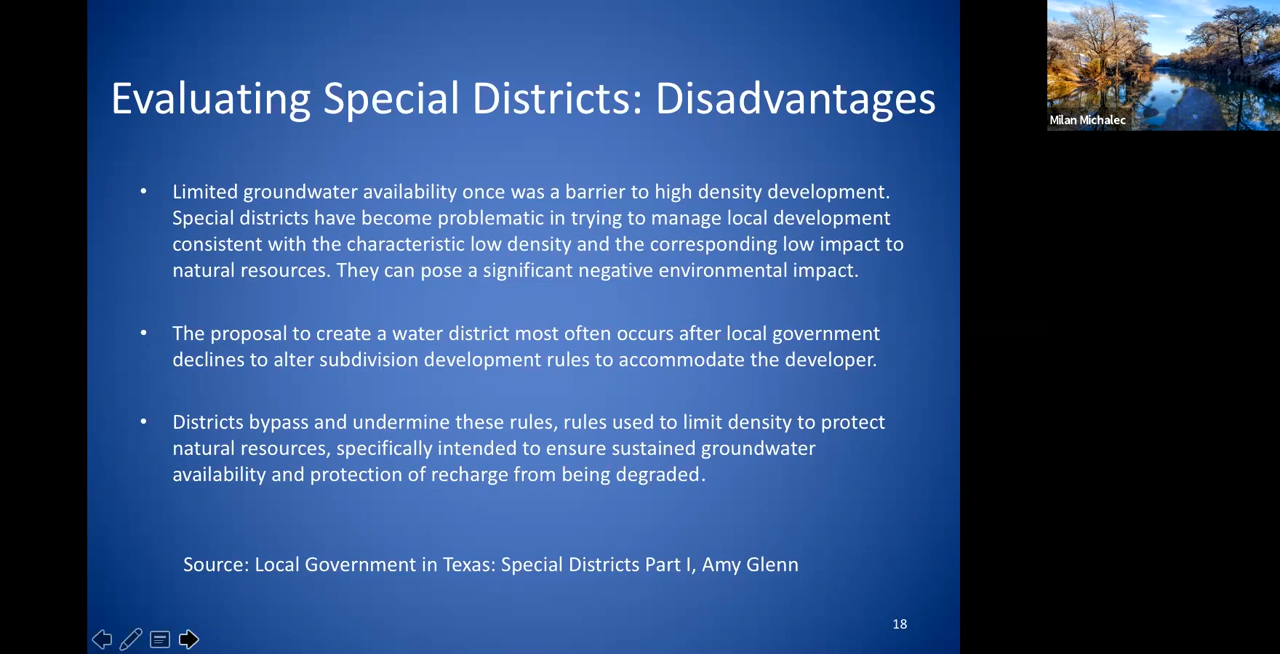 Evaluating Special Districts: Disadvantages
Milan Michalec
• Limited groundwater availability once was a barrier to high density development.
Special districts have become problematic in trying to manage local development
consistent with the characteristic low density and the corresponding low impact to
natural resources. They can pose a significant negative environmental impact.
• The proposal to create a water district most often occurs after local government
declines to alter subdivision development rules to accommodate the developer.
• Districts bypass and undermine these rules, rules used to limit density to protect
natural resources, specifically intended to ensure sustained groundwater
availability and protection of recharge from being degraded.
Source: Local Government in Texas: Special Districts Part I, Amy Glenn
18